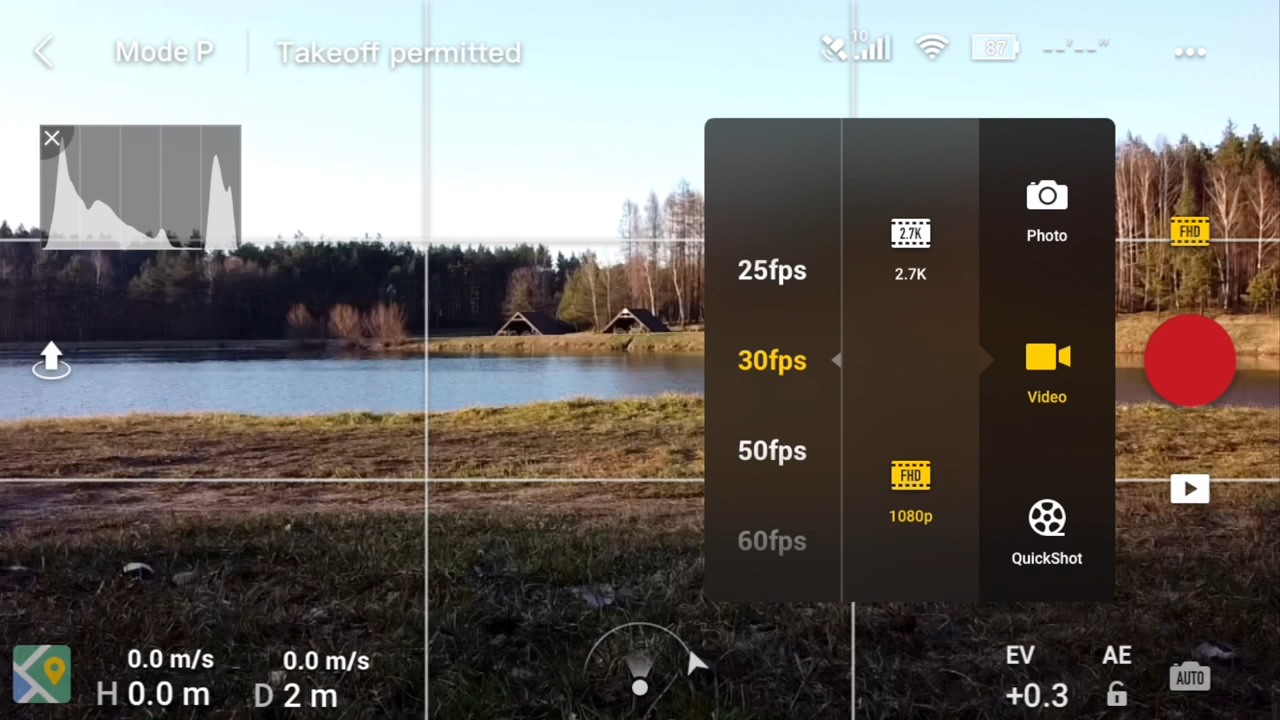 Mode P
Takeoff permitted
10
87
--'--"
2.7K
2.7K
FHD
1080p
25fps
30fps
50fps
60fps
Photo
Video
QuickShot
FHD
0.0 m/s
0.0 m/s
H 0.0 m
D 2 m
EV
+0.3
AE
AUTO